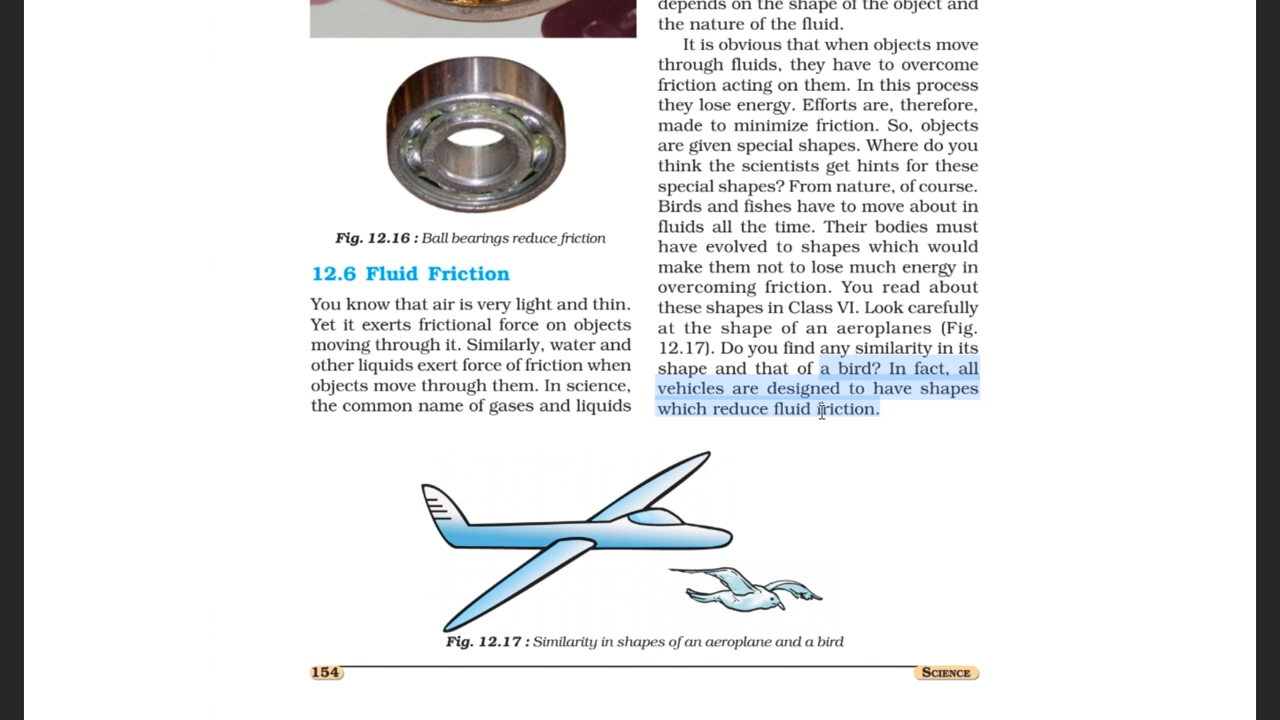 Fig. 12.16 : Ball bearings reduce friction
12.6 Fluid Friction
You know that air is very light and thin.
Yet it exerts frictional force on objects
moving through it. Similarly, water and
other liquids exert force of friction when
objects move through them. In science,
the common name of gases and liquids
depends on the shape of the object and
the nature of the fluid.
It is obvious that when objects move
through fluids, they have to overcome
friction acting on them. In this process
they lose energy. Efforts are, therefore,
made to minimize friction. So, objects
are given special shapes. Where do you
think the scientists get hints for these
special shapes? From nature, of course.
Birds and fishes have to move about in
fluids all the time. Their bodies must
have evolved to shapes which would
make them not to lose much energy in
overcoming friction. You read about
these shapes in Class VI. Look carefully
at the shape of an aeroplanes (Fig.
12.17). Do you find any similarity in its
shape and that of a bird? In fact, all
vehicles are designed to have shapes
which reduce fluid friction.
Fig. 12.17 : Similarity in shapes of an aeroplane and a bird
154
SCIENCE